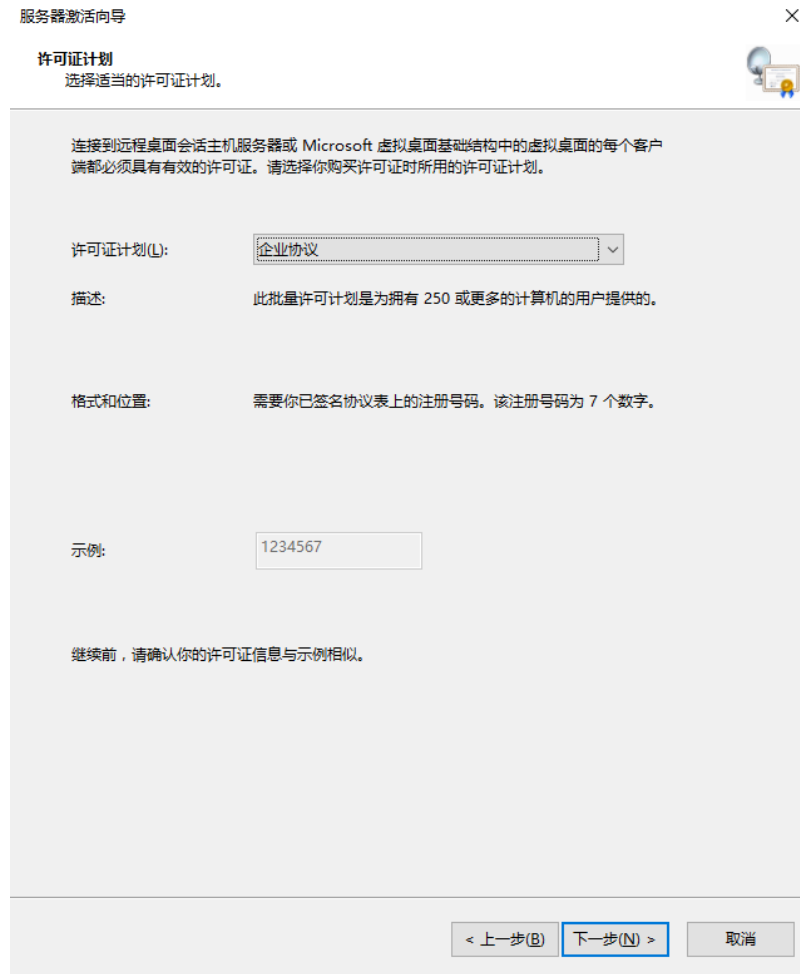 服务器激活向导
许可证计划
选择适当的许可证计划。
连接到远程桌面会话主机服务器或 Microsoft 虚拟桌面基础结构中的虚拟桌面的每个客户
端都必须具有有效的许可证。请选择你购买许可证时所用的许可证计划。
许可证计划(L): 企业协议
描述: 此批量许可计划是为拥有 250 或更多的计算机的用户提供的。
格式和位置: 需要你已签名协议表上的注册号码。该注册号码为 7 个数字。
示例: 1234567
继续前，请确认你的许可证信息与示例相似。
< 上一步(B) 下一步(N) > 取消